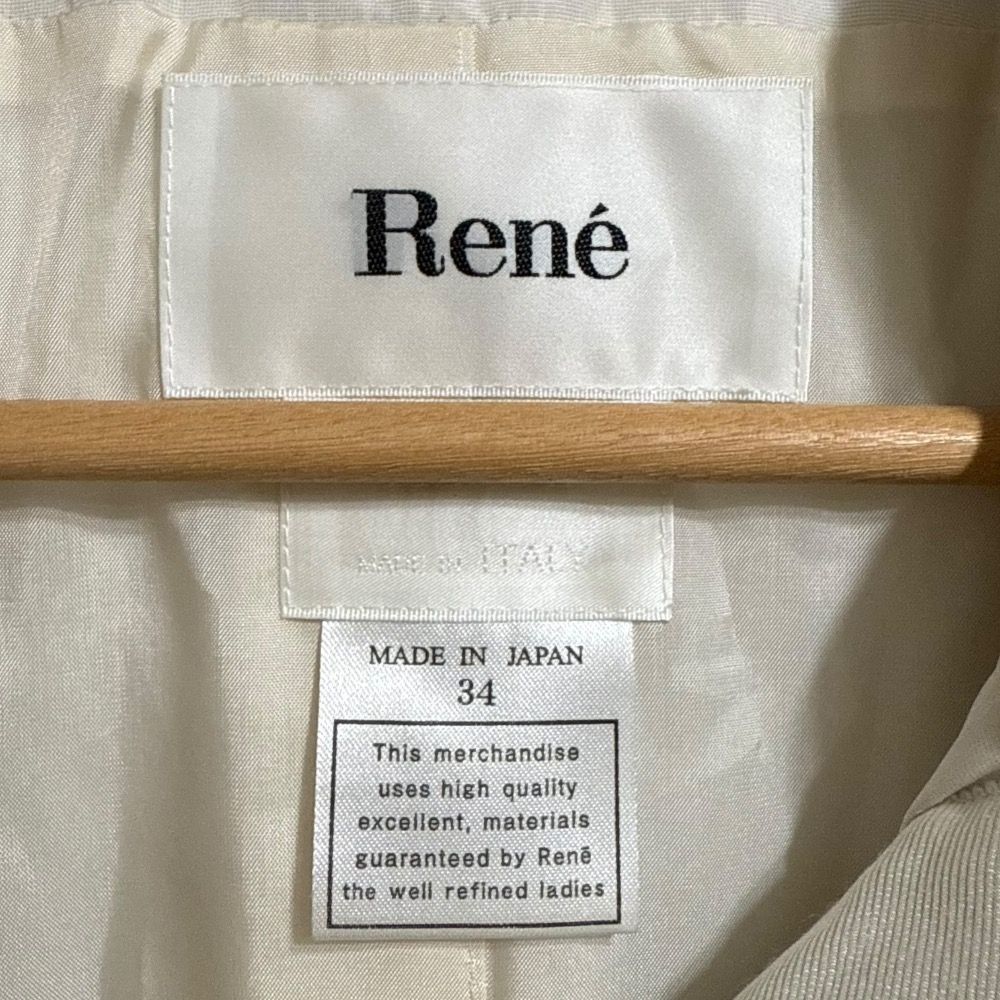 René
MADE IN ITALY
MADE IN JAPAN
34
This merchandise
uses high quality
excellent, materials
guaranteed by Renē
the well refined ladies